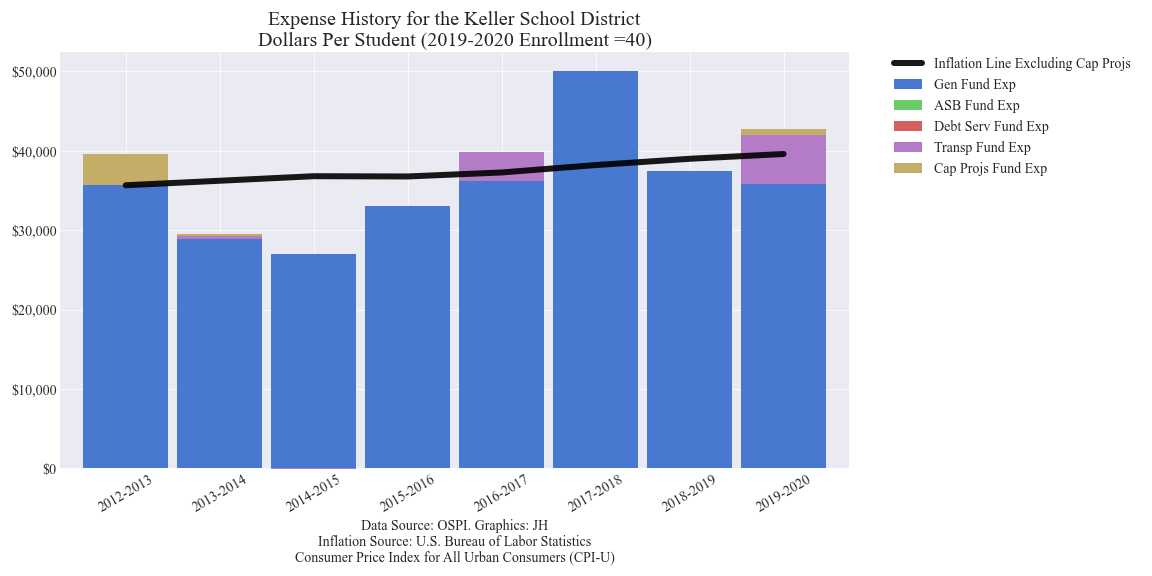 Expense History for the Keller School District
Dollars Per Student (2019-2020 Enrollment =40)
$50,000
$40,000
$30,000
$20,000
$10,000
$0
2012-2013
2013-2014
2014-2015
2015-2016
2016-2017
2017-2018
2018-2019
2019-2020
Data Source: OSPI. Graphics: JH
Inflation Source: U.S. Bureau of Labor Statistics
Consumer Price Index for All Urban Consumers (CPI-U)
Inflation Line Excluding Cap Projs
Gen Fund Exp
ASB Fund Exp
Debt Serv Fund Exp
Transp Fund Exp
Cap Projs Fund Exp